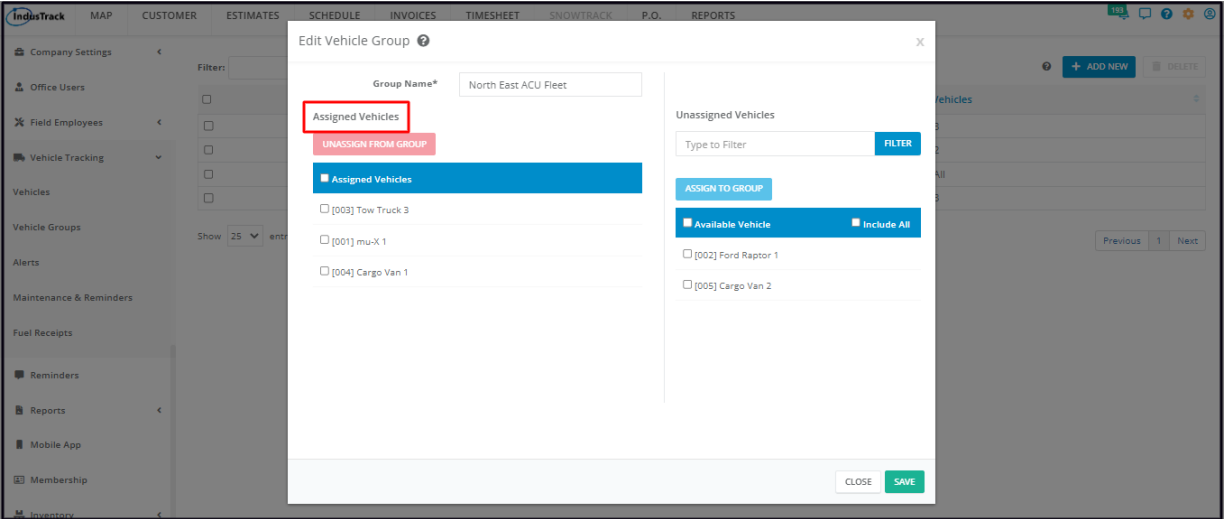 IndusTrack MAP CUSTOMER ESTIMATES SCHEDULE INVOICES TIMESHEET SNOWTRACK P.O. REPORTS 193
Company Settings
Office Users
Field Employees
Vehicle Tracking
Vehicles
Vehicle Groups
Alerts
Maintenance & Reminders
Fuel Receipts
Reminders
Reports
Mobile App
Membership
Inventory
Filter:
+ ADD NEW
DELETE
Vehicles
3
2
All
3
Show 25 entr
Previous 1 Next
Edit Vehicle Group ?
x
Group Name* North East ACU Fleet
Assigned Vehicles
UNASSIGN FROM GROUP
Assigned Vehicles
[003] Tow Truck 3
[001] mu-X 1
[004] Cargo Van 1
Unassigned Vehicles
Type to Filter FILTER
ASSIGN TO GROUP
Available Vehicle Include All
[002] Ford Raptor 1
[005] Cargo Van 2
CLOSE SAVE